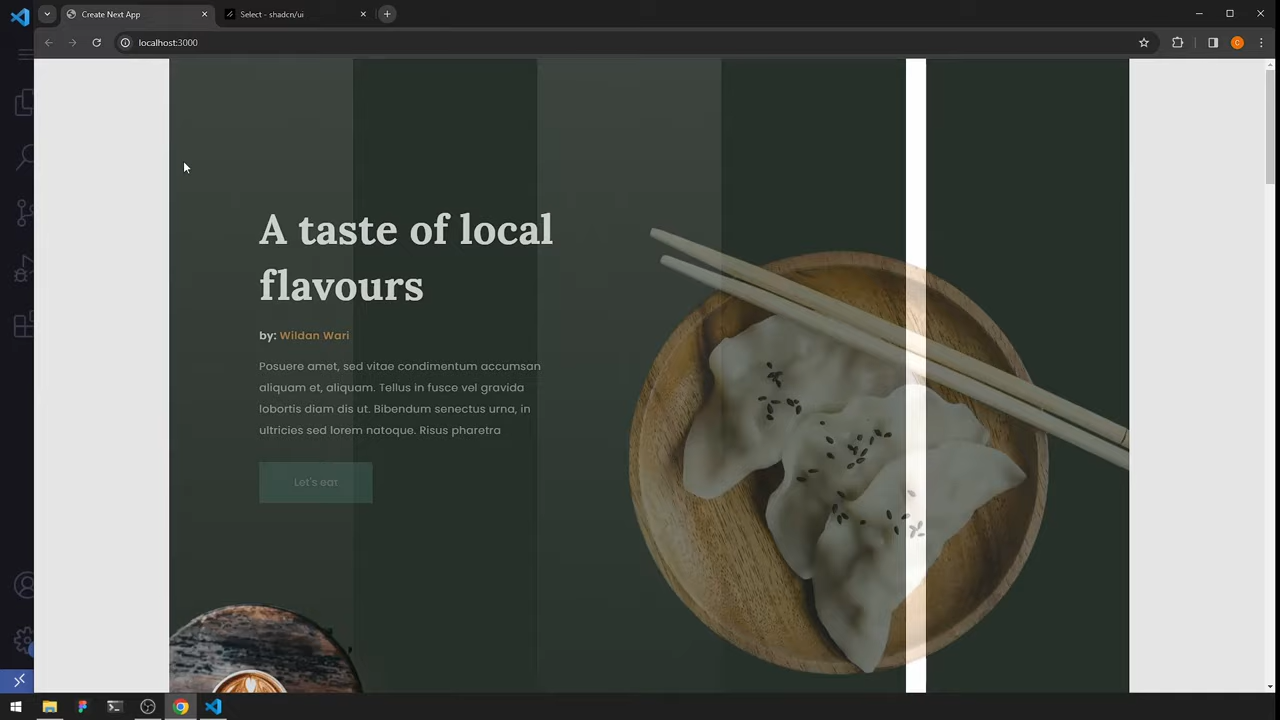 Create Next App
Select - shadcn/ui
localhost:3000
C
A taste of local
flavours
by: Wildan Wari
Posuere amet, sed vitae condimentum accumsan
aliquam et, aliquam. Tellus in fusce vel gravida
lobortis diam dis ut. Bibendum senectus urna, in
ultricies sed lorem natoque. Risus pharetra
Let's eat